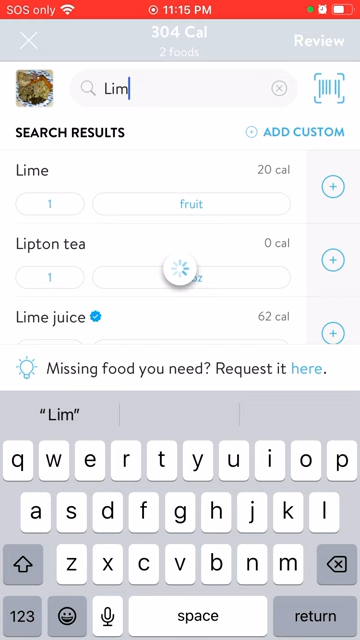 SOS only 11:15 PM
304 Cal
2 foods
Review
Lim
SEARCH RESULTS
ADD CUSTOM
Lime
20 cal
1
fruit
Lipton tea
0 cal
1
oz
Lime juice
62 cal
Missing food you need? Request it here.
“Lim”
q w e r t y u i o p
a s d f g h j k l
z x c v b n m
123
space
return